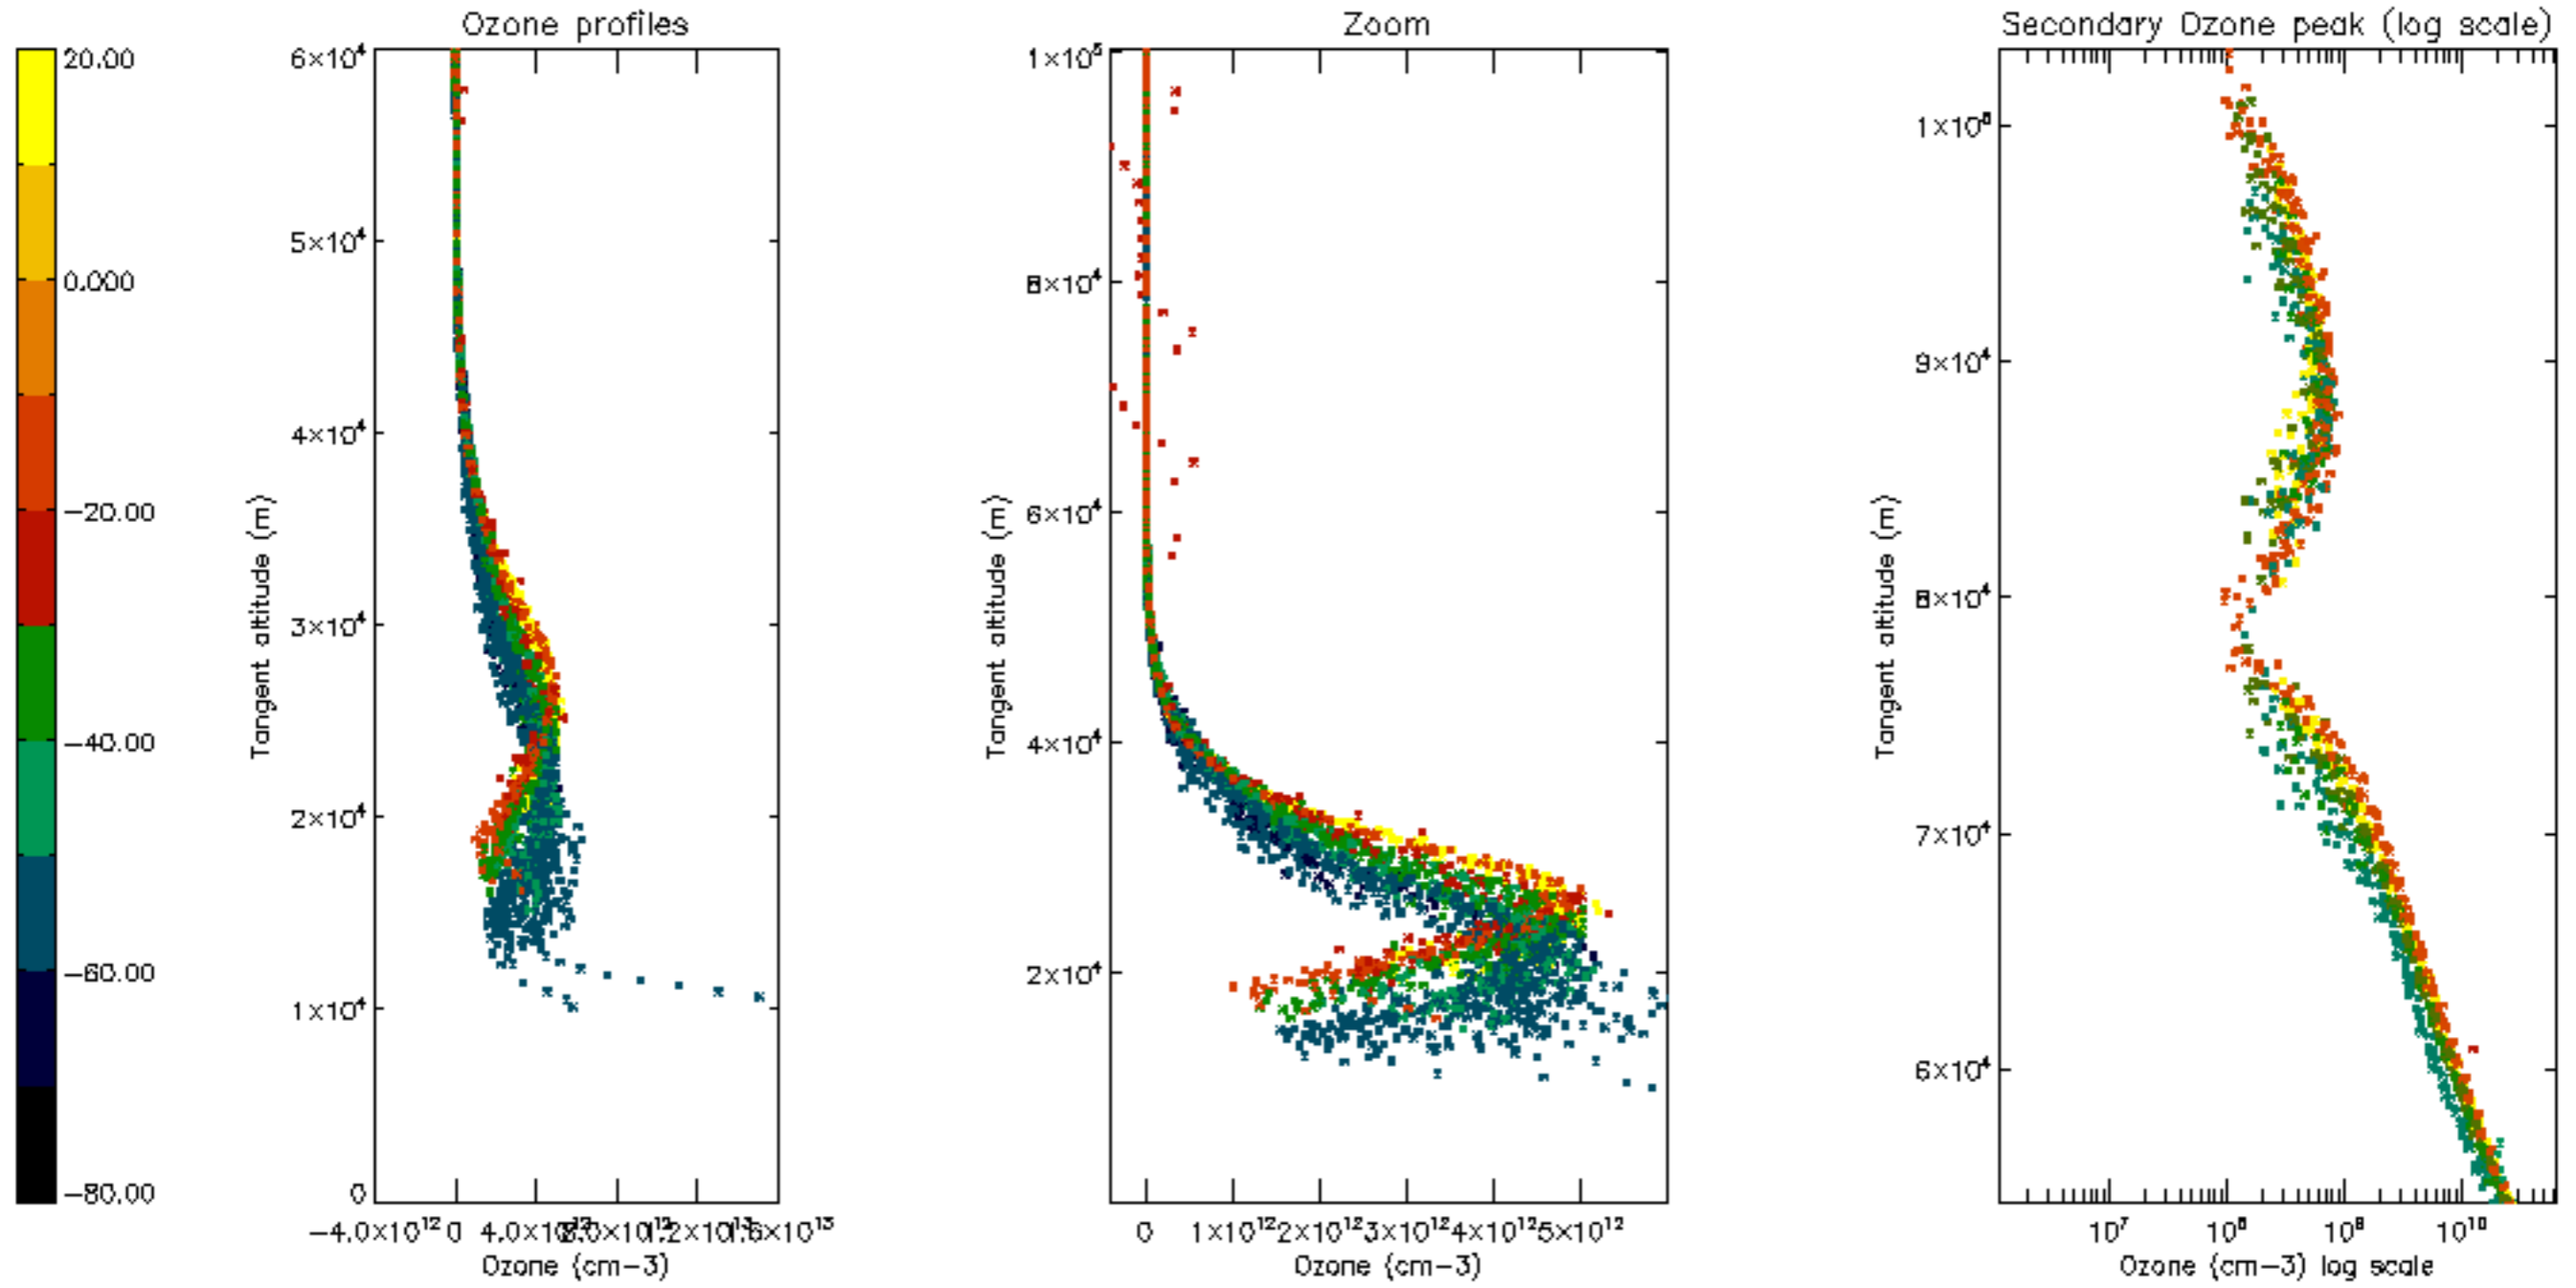 Ozone profiles
Zoom
Secondary Ozone peak (log scale)
20.00
0.000
−20.00
−40.00
−60.00
−80.00
6×10⁴
5×10⁴
4×10⁴
3×10⁴
2×10⁴
1×10⁴
0
Tangent altitude (m)
−4.0×10¹² 0
Ozone (cm−3)
1×10⁵
8×10⁴
6×10⁴
4×10⁴
2×10⁴
Tangent altitude (m)
0 1×10¹² 2×10¹² 3×10¹² 4×10¹² 5×10¹²
Ozone (cm−3)
1×10⁵
9×10⁴
8×10⁴
7×10⁴
6×10⁴
Tangent altitude (m)
10⁷ 10⁸ 10⁹ 10¹⁰
Ozone (cm−3) log scale